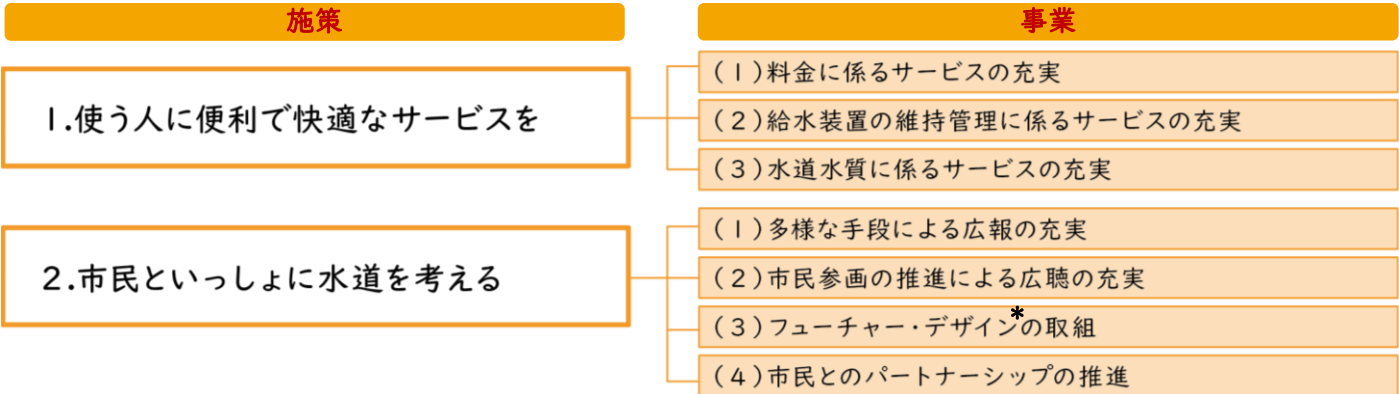 施策
事業
1.使う人に便利で快適なサービスを
(1)料金に係るサービスの充実
(2)給水装置の維持管理に係るサービスの充実
(3)水道水質に係るサービスの充実
2.市民といっしょに水道を考える
(1)多様な手段による広報の充実
(2)市民参画の推進による広聴の充実
(3)フューチャー・デザイン*の取組
(4)市民とのパートナーシップの推進